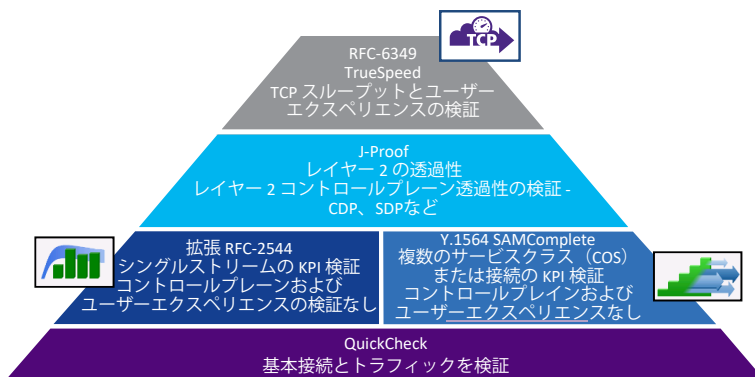 TCP
RFC-6349
TrueSpeed
TCP スループットとユーザー
エクスペリエンスの検証
J-Proof
レイヤー 2 の透過性
レイヤー 2 コントロールプレーン透過性の検証 -
CDP、SDPなど
拡張 RFC-2544
シングルストリームの KPI 検証
コントロールプレーンおよび
ユーザーエクスペリエンスの検証なし
Y.1564 SAMComplete
複数のサービスクラス（COS）
または接続の KPI 検証
コントロールプレインおよび
ユーザーエクスペリエンスなし
QuickCheck
基本接続とトラフィックを検証